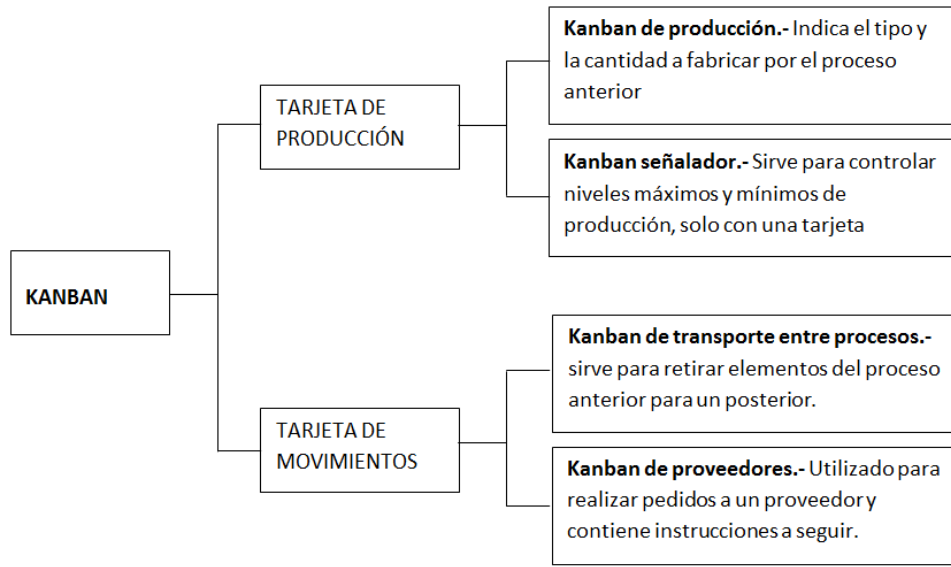 Kanban de producción.- Indica el tipo y
la cantidad a fabricar por el proceso
anterior
TARJETA DE
PRODUCCIÓN
Kanban señalador.- Sirve para controlar
niveles máximos y mínimos de
producción, solo con una tarjeta
KANBAN
Kanban de transporte entre procesos.-
sirve para retirar elementos del proceso
anterior para un posterior.
TARJETA DE
MOVIMIENTOS
Kanban de proveedores.- Utilizado para
realizar pedidos a un proveedor y
contiene instrucciones a seguir.